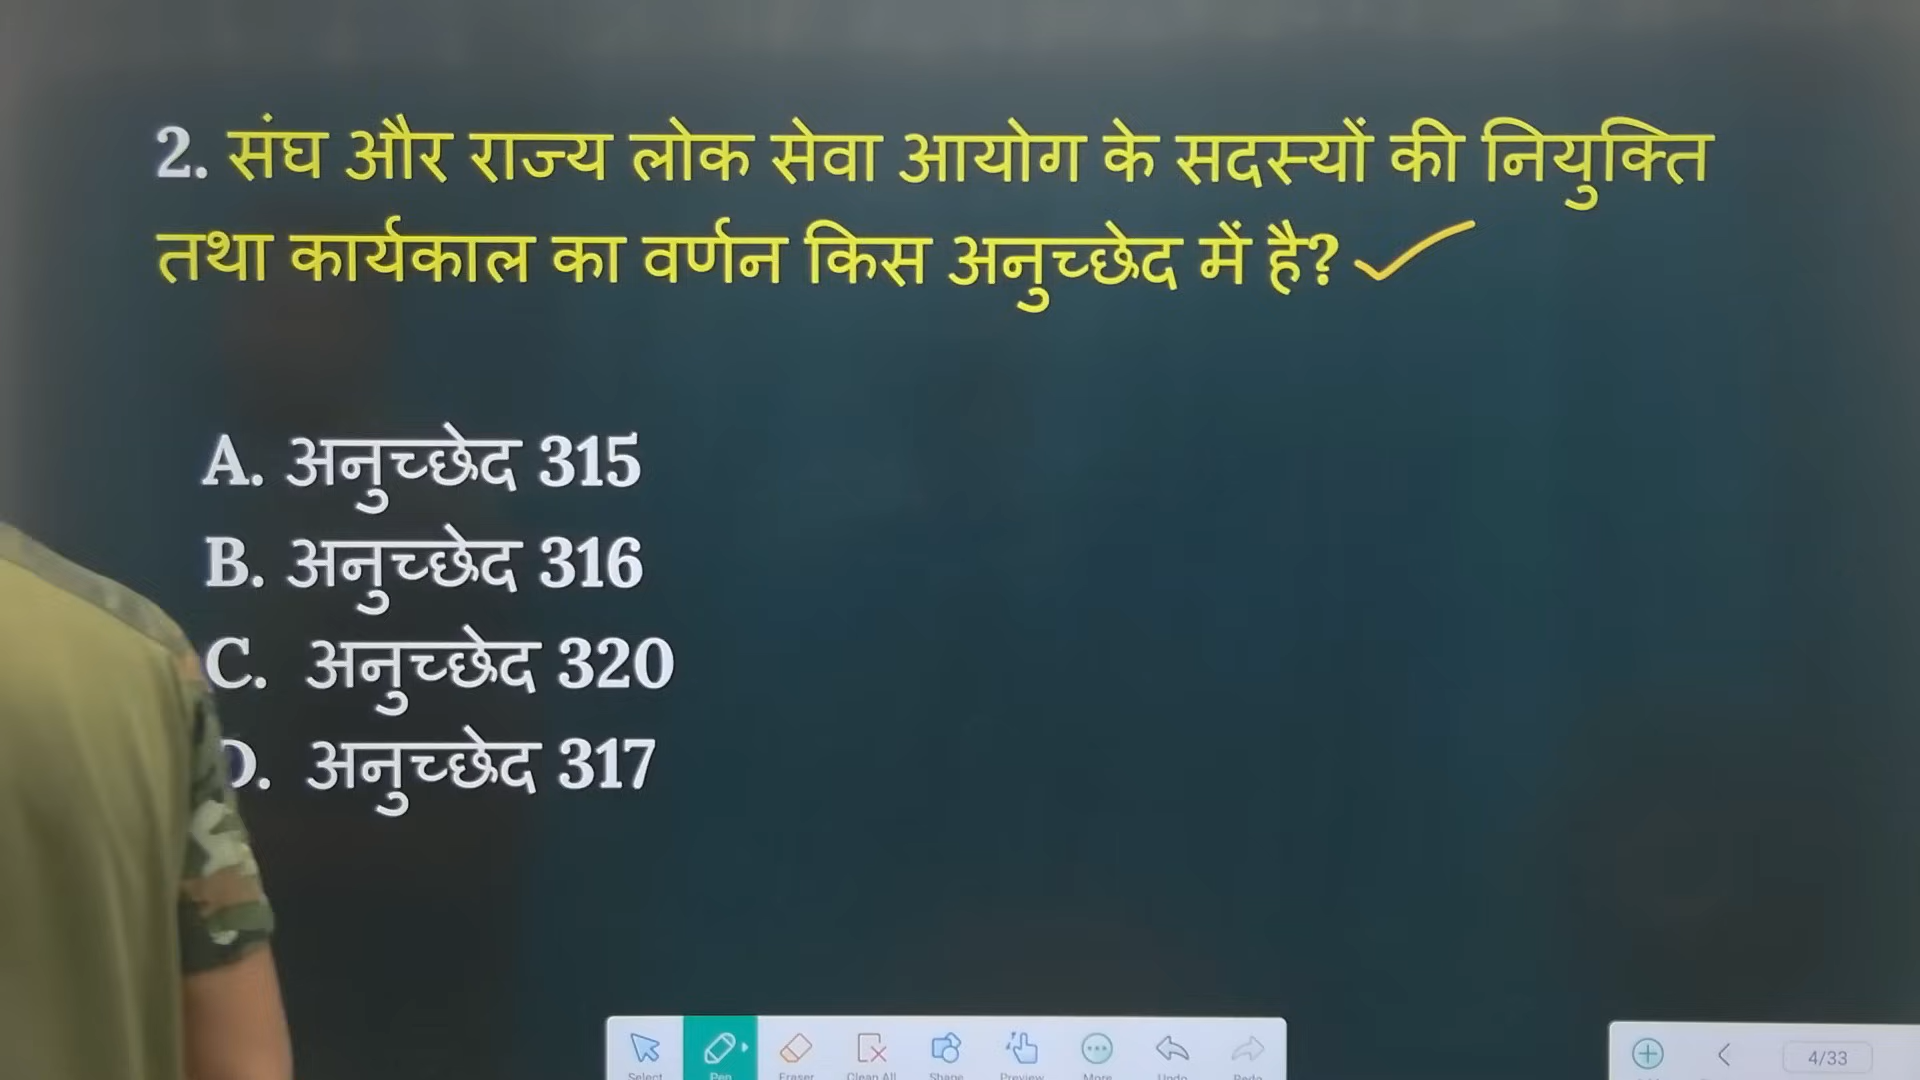 2. संघ और राज्य लोक सेवा आयोग के सदस्यों की नियुक्ति
तथा कार्यकाल का वर्णन किस अनुच्छेद में है?
A. अनुच्छेद 315
B. अनुच्छेद 316
C. अनुच्छेद 320
D. अनुच्छेद 317
Select Pen Eraser Clean All Shape Preview More Undo Redo
4/33